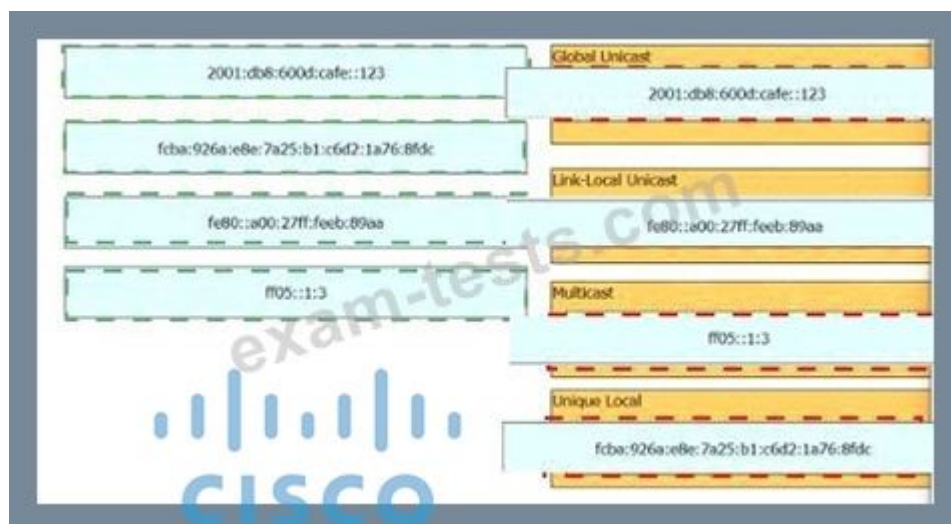 2001:db8:600d:cafe::123
fcba:926a:e8e:7a25:b1:c6d2:1a76:8fdc
fe80::a00:27ff:feeb:89aa
ff05::1:3
Global Unicast
2001:db8:600d:cafe::123
Link-Local Unicast
fe80::a00:27ff:feeb:89aa
Multicast
ff05::1:3
Unique Local
fcba:926a:e8e:7a25:b1:c6d2:1a76:8fdc
exam-tests.com
CISCO